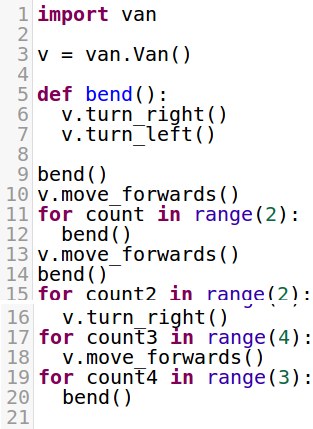 1 import van
2
3 v = van.Van()
4
5 def bend():
6   v.turn_right()
7   v.turn_left()
8
9 bend()
10 v.move_forwards()
11 for count in range(2):
12   bend()
13 v.move_forwards()
14 bend()
15 for count2 in range(2):
16   v.turn_right()
17 for count3 in range(4):
18   v.move_forwards()
19 for count4 in range(3):
20   bend()
21